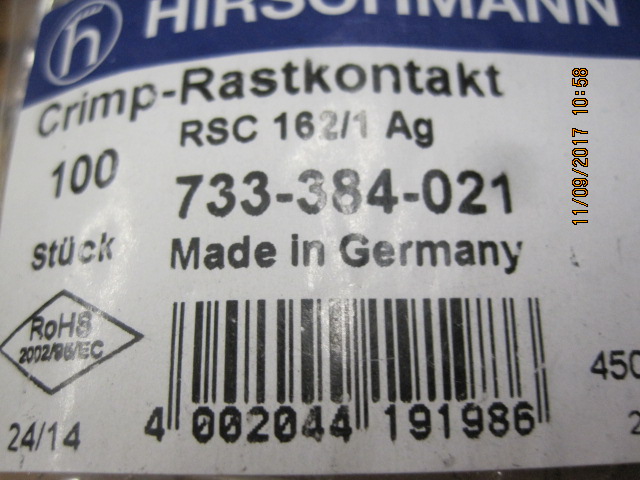 h HIRSCHMANN
Crimp-Rastkontakt
RSC 162/1 Ag
100
733-384-021
Stück
Made in Germany
RoHS
2002/95/EC
450
24/14
4 002044 191986
2
11/09/2017 10:58